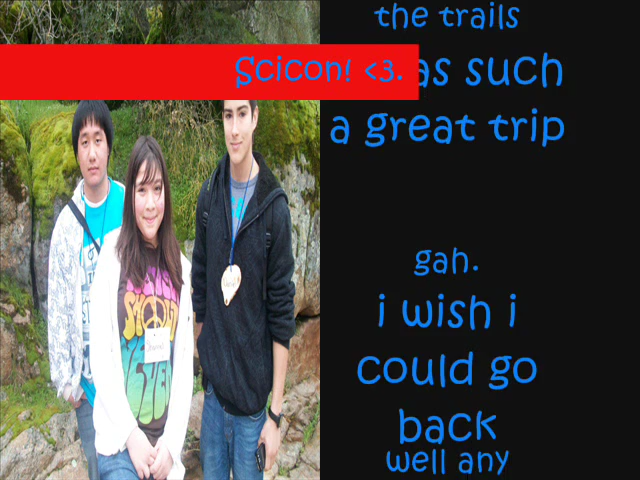 the trails
Scicon! <3.
as such
a great trip
gah.
i wish i
could go
back
well any